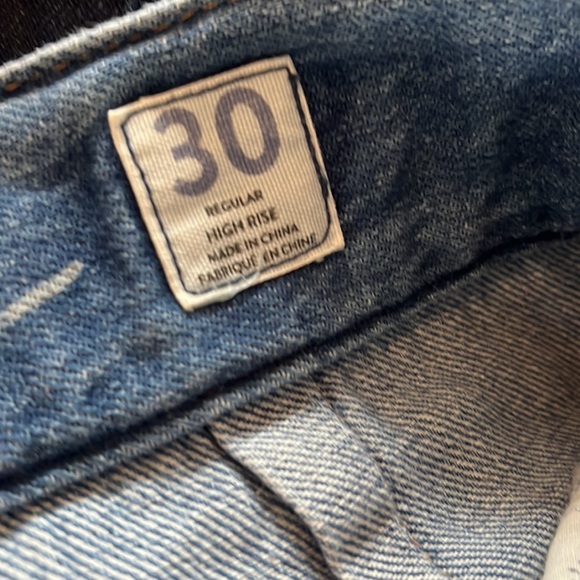 30
REGULAR
HIGH RISE
MADE IN CHINA
FABRIQUÉ EN CHINE